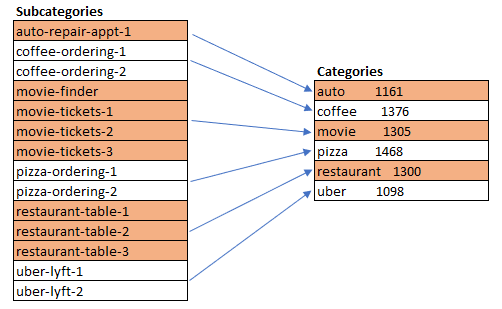 Subcategories
auto-repair-appt-1
coffee-ordering-1
coffee-ordering-2
movie-finder
movie-tickets-1
movie-tickets-2
movie-tickets-3
pizza-ordering-1
pizza-ordering-2
restaurant-table-1
restaurant-table-2
restaurant-table-3
uber-lyft-1
uber-lyft-2
Categories
auto 1161
coffee 1376
movie 1305
pizza 1468
restaurant 1300
uber 1098